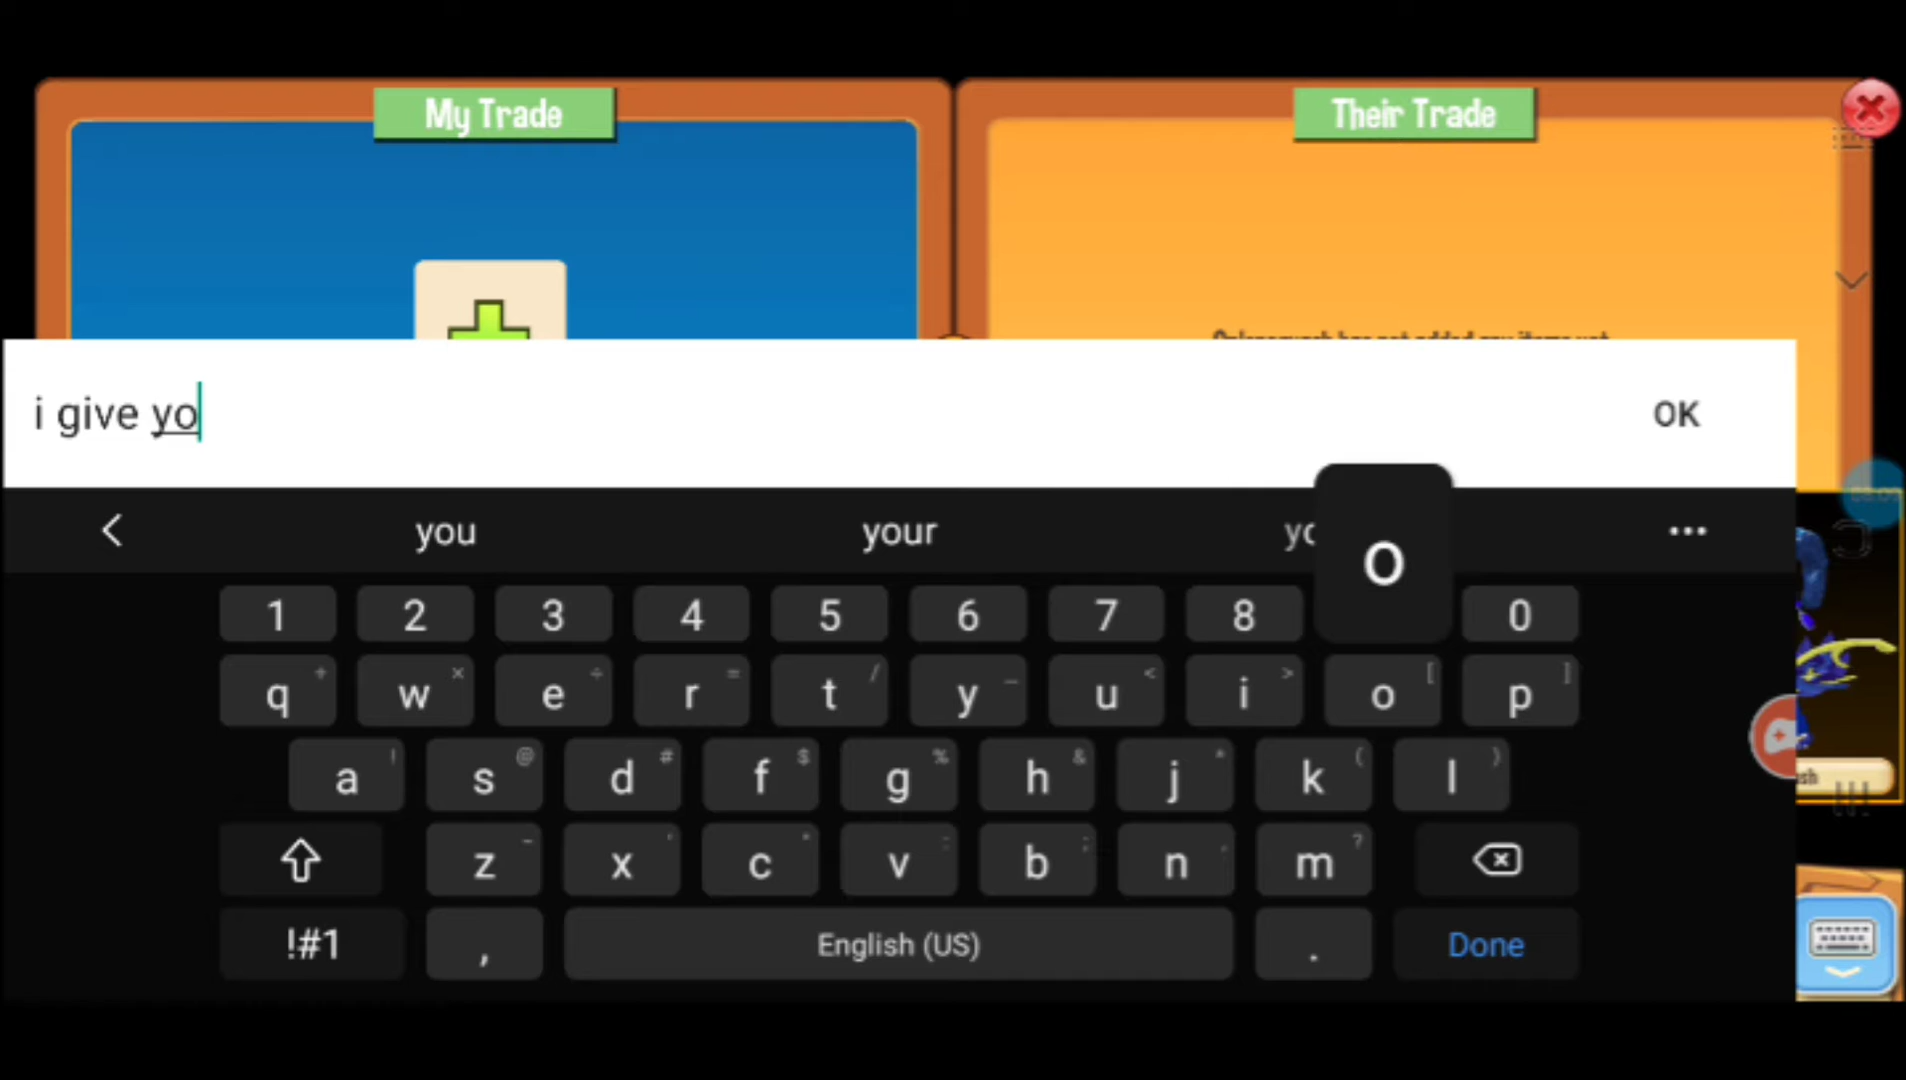 My Trade
Their Trade
i give yo
OK
you
your
yo
o
1 2 3 4 5 6 7 8 0
q w e r t y u i o p
a s d f g h j k l
z x c v b n m
!#1 , English (US) . Done